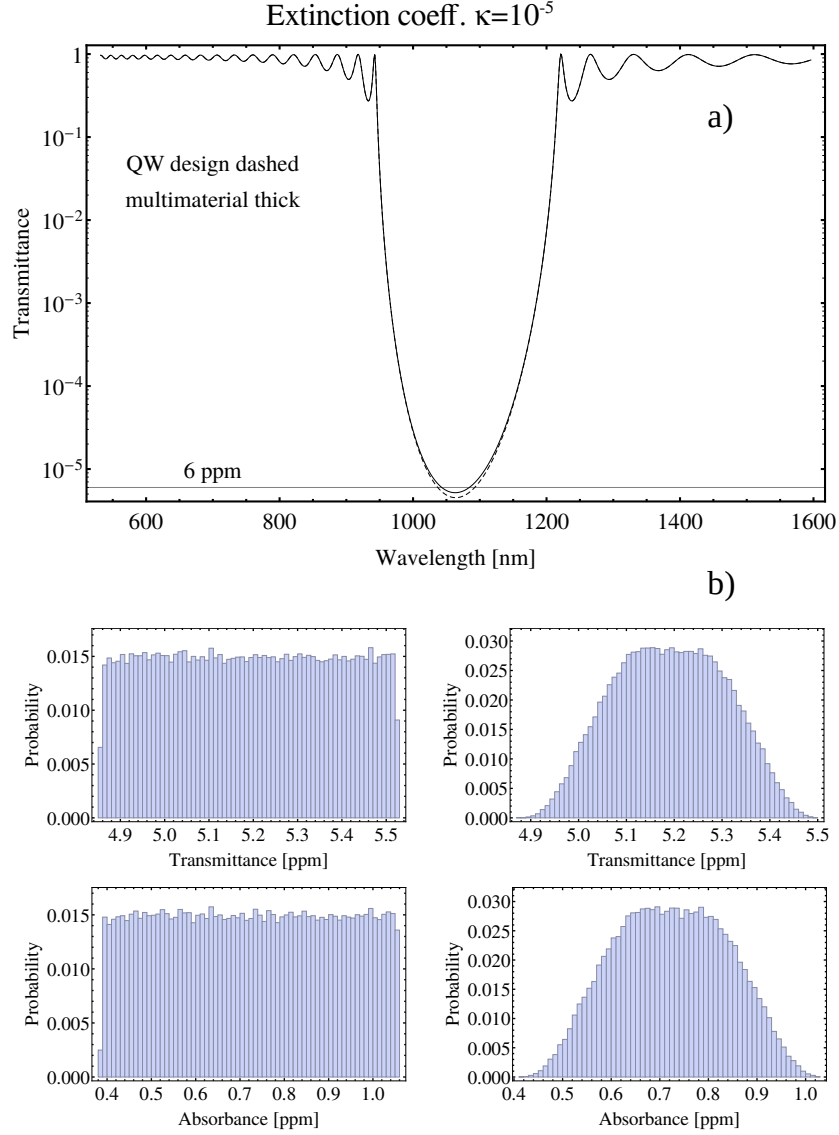 Extinction coeff. κ=10⁻⁵
1
10⁻¹
10⁻²
10⁻³
10⁻⁴
10⁻⁵
Transmittance
a)
QW design dashed
multimaterial thick
6 ppm
600 800 1000 1200 1400 1600
Wavelength [nm]
b)
0.015
0.010
0.005
0.000
Probability
4.9 5.0 5.1 5.2 5.3 5.4 5.5
Transmittance [ppm]
0.030
0.025
0.020
0.015
0.010
0.005
0.000
Probability
4.9 5.0 5.1 5.2 5.3 5.4 5.5
Transmittance [ppm]
0.015
0.010
0.005
0.000
Probability
0.4 0.5 0.6 0.7 0.8 0.9 1.0
Absorbance [ppm]
0.030
0.025
0.020
0.015
0.010
0.005
0.000
Probability
0.4 0.5 0.6 0.7 0.8 0.9 1.0
Absorbance [ppm]